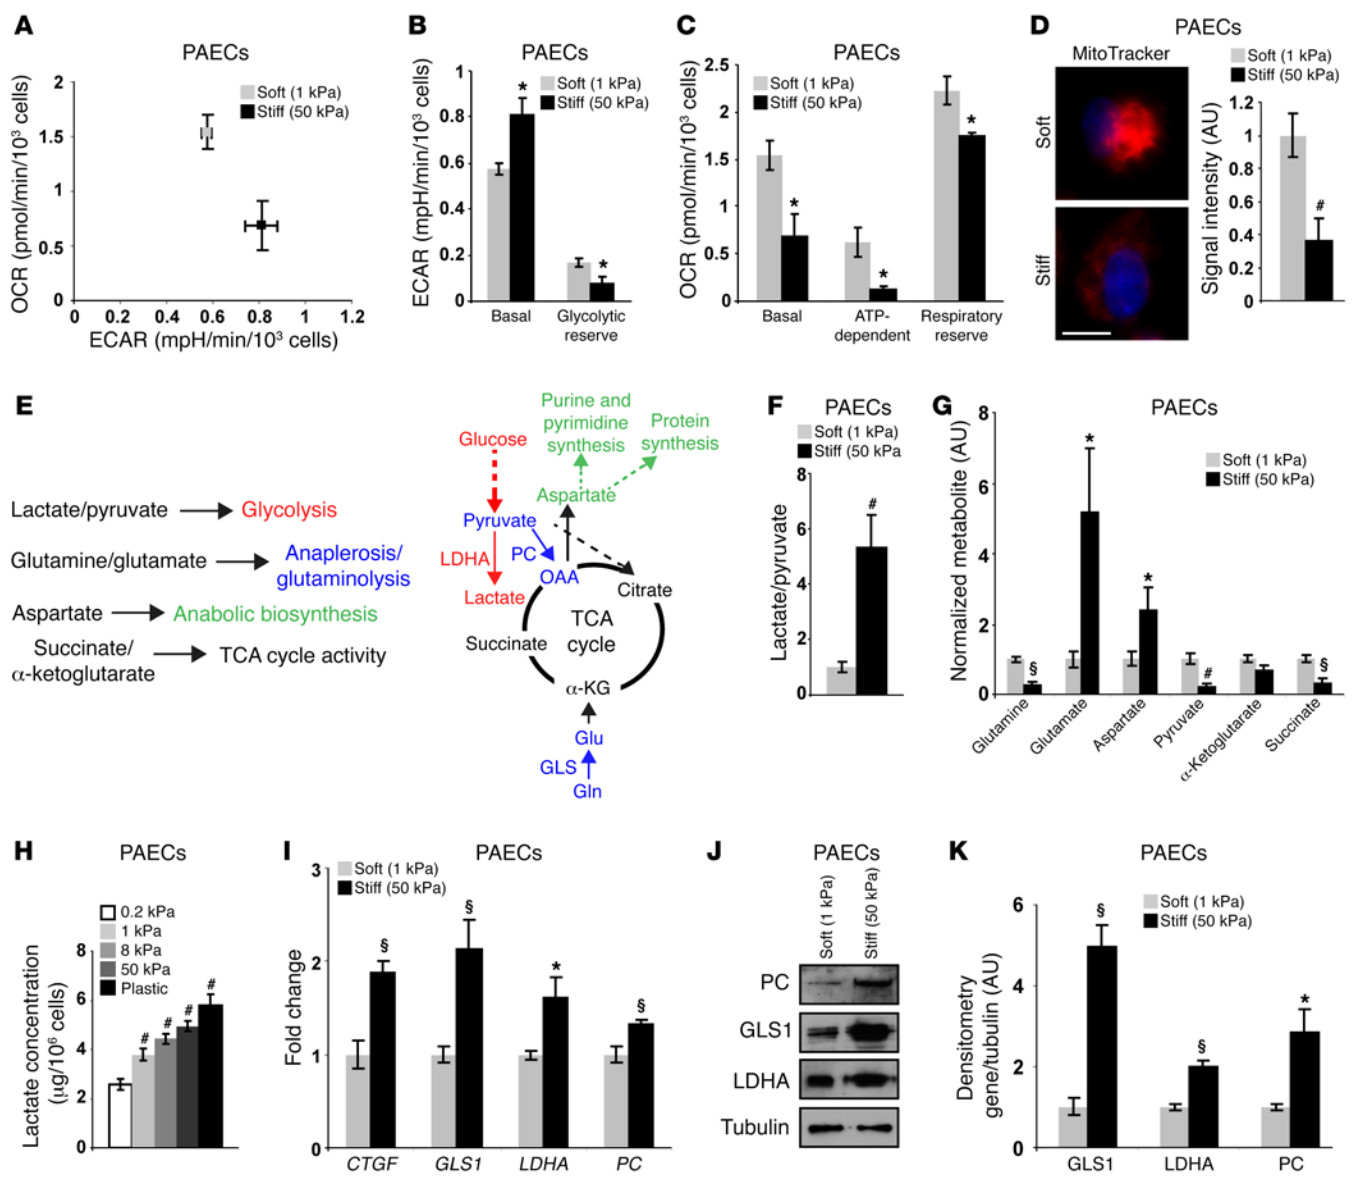 A
PAECs
OCR (pmol/min/10³ cells)
2
1.5
1
0.5
0
Soft (1 kPa)
Stiff (50 kPa)
0 0.2 0.4 0.6 0.8 1.0 1.2
ECAR (mpH/min/10³ cells)
B
PAECs
ECAR (mpH/min/10³ cells)
1
0.8
0.6
0.4
0.2
0
Soft (1 kPa)
Stiff (50 kPa)
*
*
Basal Glycolytic
reserve
C
PAECs
OCR (pmol/min/10³ cells)
2.5
2
1.5
1
0.5
0
Soft (1 kPa)
Stiff (50 kPa)
*
*
*
Basal ATP- Respiratory
dependent reserve
D
PAECs
MitoTracker
Soft
Stiff
Soft (1 kPa)
Stiff (50 kPa)
Signal intensity (AU)
1.2
1
0.8
0.6
0.4
0.2
0
#
E
Lactate/pyruvate Glycolysis
Glutamine/glutamate Anaplerosis/
glutaminolysis
Aspartate Anabolic biosynthesis
Succinate/
α-ketoglutarate TCA cycle activity
Purine and
pyrimidine
synthesis
Protein
synthesis
Glucose
Aspartate
Pyruvate
LDHA PC
OAA
Citrate
Lactate
TCA
cycle
Succinate
α-KG
Glu
GLS
Gln
F
PAECs
Soft (1 kPa)
Stiff (50 kPa
Lactate/pyruvate
8
6
4
2
0
#
G
PAECs
Normalized metabolite (AU)
8
6
4
2
0
Soft (1 kPa)
Stiff (50 kPa)
§ * * # §
Glutamine
Glutamate
Aspartate
Pyruvate
α-Ketoglutarate
Succinate
H
PAECs
0.2 kPa
1 kPa
8 kPa
50 kPa
Plastic
Lactate concentration
(µg/10⁶ cells)
8
6
4
2
0
# # # #
I
PAECs
Soft (1 kPa)
Stiff (50 kPa)
Fold change
3
2
1
0
§ § * §
CTGF GLS1 LDHA PC
J
PAECs
Soft (1 kPa)
Stiff (50 kPa)
PC
GLS1
LDHA
Tubulin
K
PAECs
Soft (1 kPa)
Stiff (50 kPa)
Densitometry
gene/tubulin (AU)
6
4
2
0
§ § *
GLS1 LDHA PC